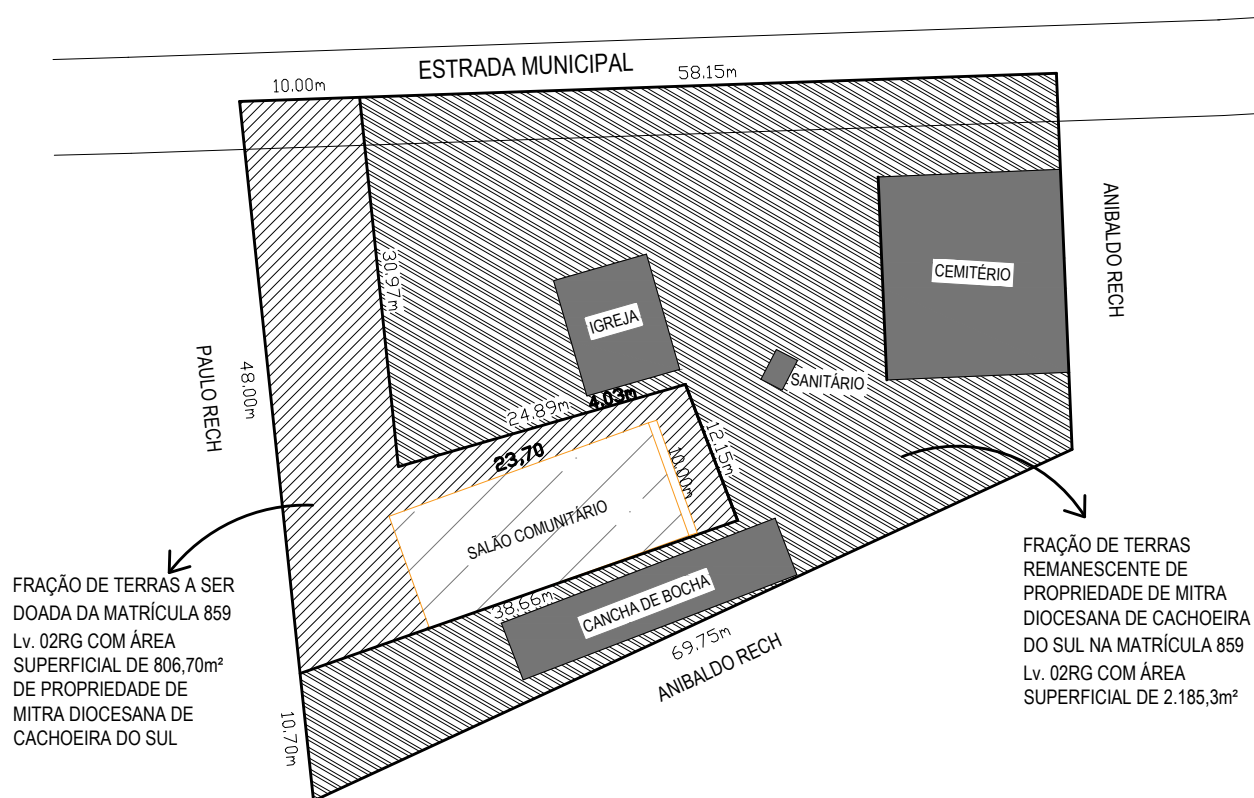 ESTRADA MUNICIPAL
10.00m
58.15m
ANIBALDO RECH
CEMITÉRIO
30.97m
IGREJA
PAULO RECH
48.00m
SANITÁRIO
24.89m
4.03m
12.15m
23,70
10.00m
SALÃO COMUNITÁRIO
38.66m
CANCHA DE BOCHA
69.75m
ANIBALDO RECH
10.70m
FRAÇÃO DE TERRAS A SER
DOADA DA MATRÍCULA 859
Lv. 02RG COM ÁREA
SUPERFICIAL DE 806,70m²
DE PROPRIEDADE DE
MITRA DIOCESANA DE
CACHOEIRA DO SUL
FRAÇÃO DE TERRAS
REMANESCENTE DE
PROPRIEDADE DE MITRA
DIOCESANA DE CACHOEIRA
DO SUL NA MATRÍCULA 859
Lv. 02RG COM ÁREA
SUPERFICIAL DE 2.185,3m²